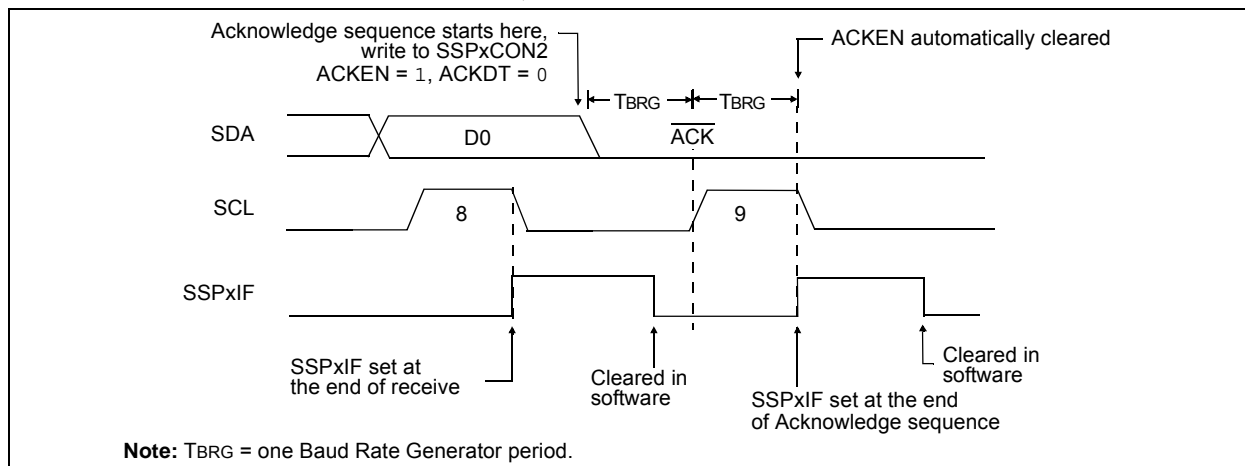 Acknowledge sequence starts here,
write to SSPxCON2
ACKEN = 1, ACKDT = 0
ACKEN automatically cleared
TBRG
TBRG
SDA
D0
ACK
SCL
8
9
SSPxIF
SSPxIF set at
the end of receive
Cleared in
software
SSPxIF set at the end
of Acknowledge sequence
Cleared in
software
Note: TBRG = one Baud Rate Generator period.